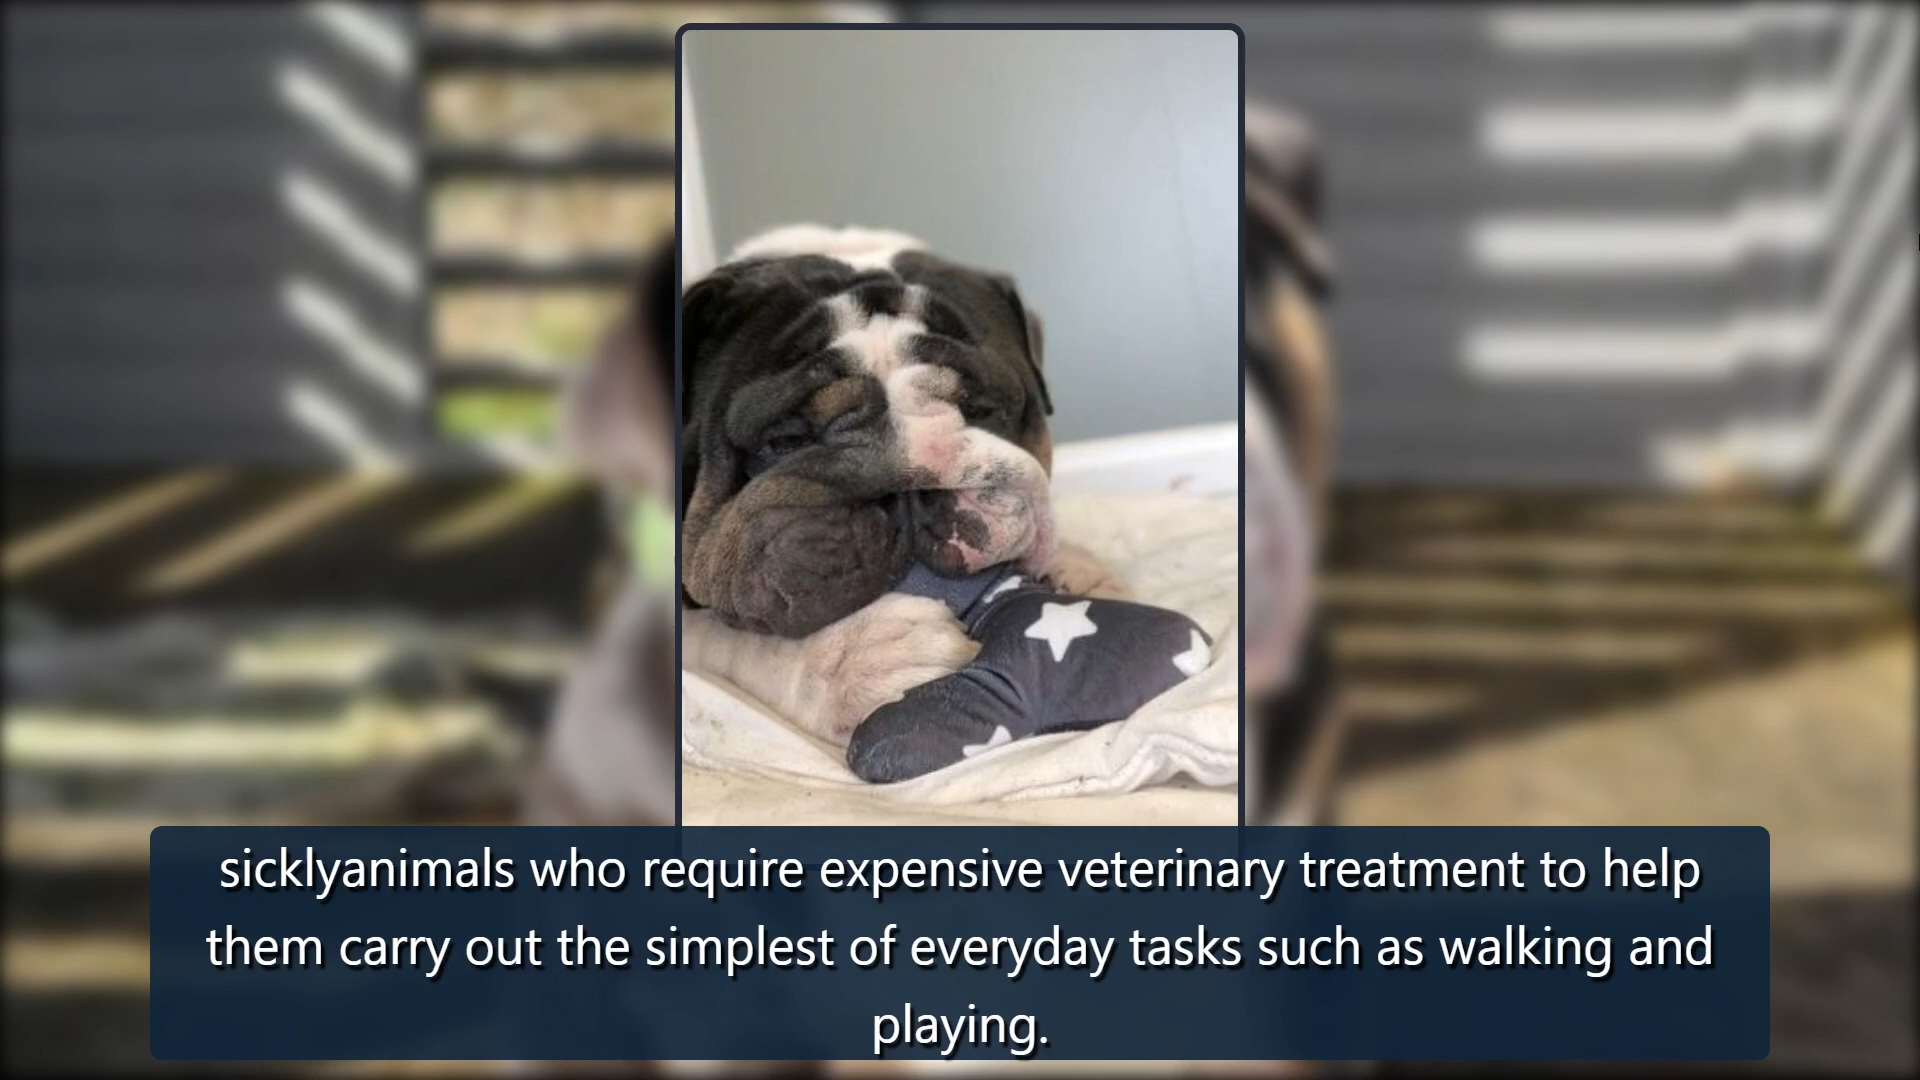 sicklyanimals who require expensive veterinary treatment to help
them carry out the simplest of everyday tasks such as walking and
playing.